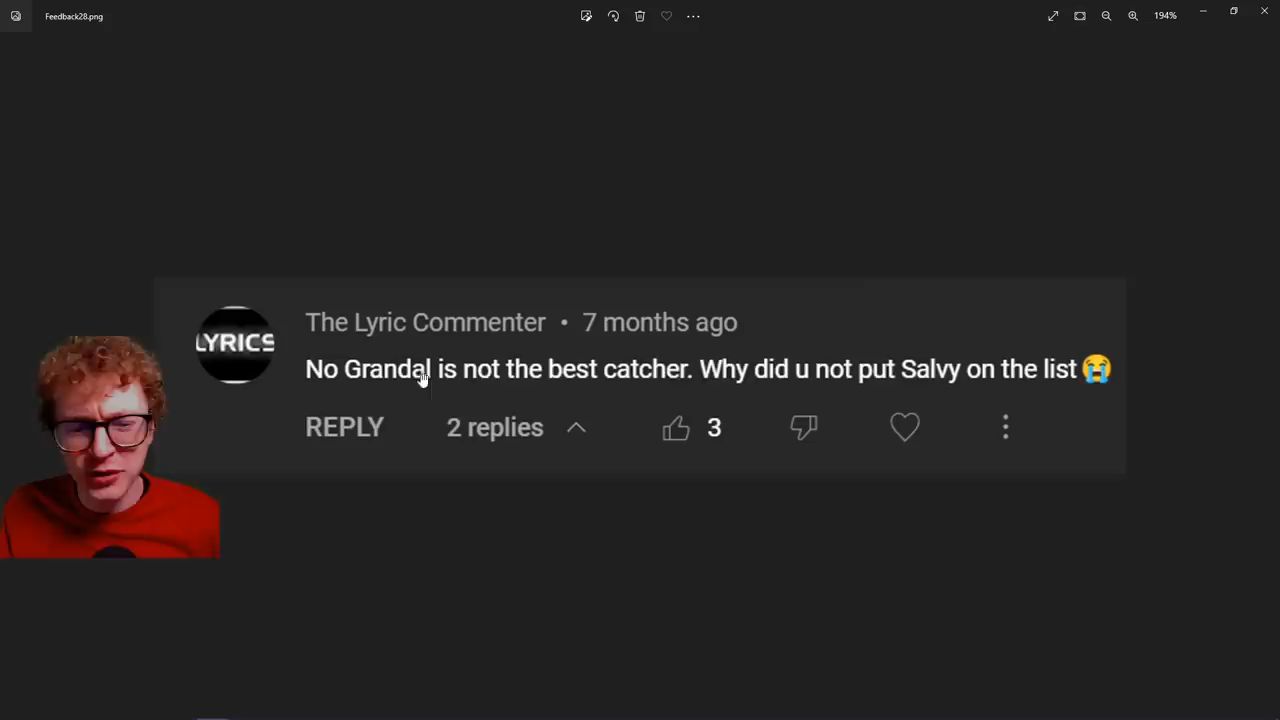 Feedback28.png
194%
LYRICS
The Lyric Commenter • 7 months ago
No Grandal is not the best catcher. Why did u not put Salvy on the list😭
REPLY 2 replies 3